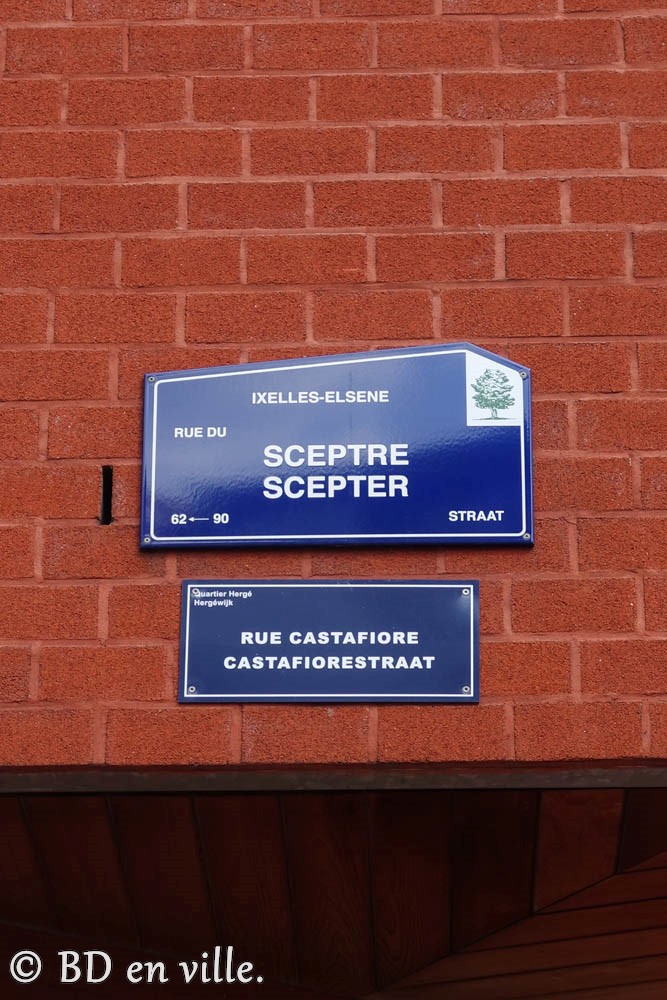 IXELLES-ELSENE
RUE DU
SCEPTRE
SCEPTER
62 ← 90
STRAAT
Quartier Hergé
Hergéwijk
RUE CASTAFIORE
CASTAFIORESTRAAT
© BD en ville.